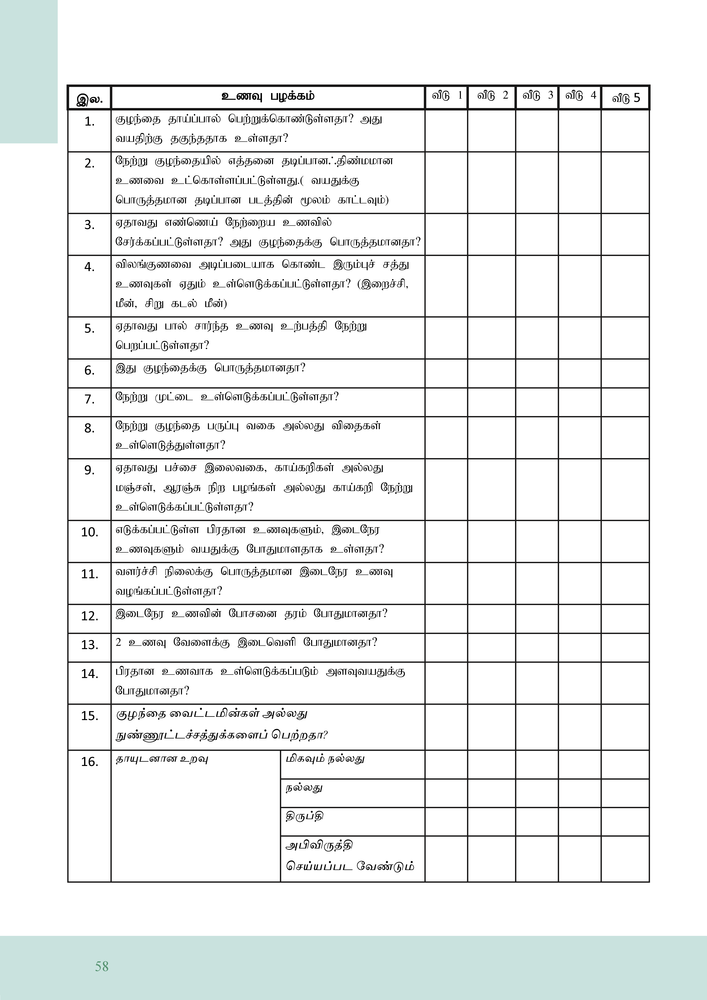 இல.
உணவு பழக்கம்
வீடு 1
வீடு 2
வீடு 3
வீடு 4
வீடு 5
1.
குழந்தை தாய்ப்பால் பெற்றுக்கொண்டுள்ளதா? அது
வயதிற்கு தகுந்ததாக உள்ளதா?
2.
நேற்று குழந்தையில் எத்தனை தடிப்பானஃதிண்மமான
உணவை உட்கொள்ளப்பட்டுள்ளது.( வயதுக்கு
பொருத்தமான தடிப்பான படத்தின் மூலம் காட்டவும்)
3.
ஏதாவது எண்ணெய் நேற்றைய உணவில்
சேர்க்கப்பட்டுள்ளதா? அது குழந்தைக்கு பொருத்தமானதா?
4.
விலங்குணவை அடிப்படையாக கொண்ட இரும்புச் சத்து
உணவுகள் ஏதும் உள்ளெடுக்கப்பட்டுள்ளதா? (இறைச்சி,
மீன், சிறு கடல் மீன்)
5.
ஏதாவது பால் சார்ந்த உணவு உற்பத்தி நேற்று
பெறப்பட்டுள்ளதா?
6.
இது குழந்தைக்கு பொருத்தமானதா?
7.
நேற்று முட்டை உள்ளெடுக்கப்பட்டுள்ளதா?
8.
நேற்று குழந்தை பருப்பு வகை அல்லது விதைகள்
உள்ளெடுத்துள்ளதா?
9.
ஏதாவது பச்சை இலைவகை, காய்கறிகள் அல்லது
மஞ்சள், ஆரஞ்சு நிற பழங்கள் அல்லது காய்கறி நேற்று
உள்ளெடுக்கப்பட்டுள்ளதா?
10.
எடுக்கப்பட்டுள்ள பிரதான உணவுகளும், இடைநேர
உணவுகளும் வயதுக்கு போதுமாளதாக உள்ளதா?
11.
வளர்ச்சி நிலைக்கு பொருத்தமான இடைநேர உணவு
வழங்கப்பட்டுள்ளதா?
12.
இடைநேர உணவின் போசனை தரம் போதுமானதா?
13.
2 உணவு வேளைக்கு இடைவெளி போதுமானதா?
14.
பிரதான உணவாக உள்ளெடுக்கப்படும் அளவுவயதுக்கு
போதுமானதா?
15.
குழந்தை வைட்டமின்கள் அல்லது
நுண்ணூட்டச்சத்துக்களைப் பெற்றதா?
16.
தாயுடனான உறவு
மிகவும் நல்லது
நல்லது
திருப்தி
அபிவிருத்தி
செய்யப்பட வேண்டும்
58